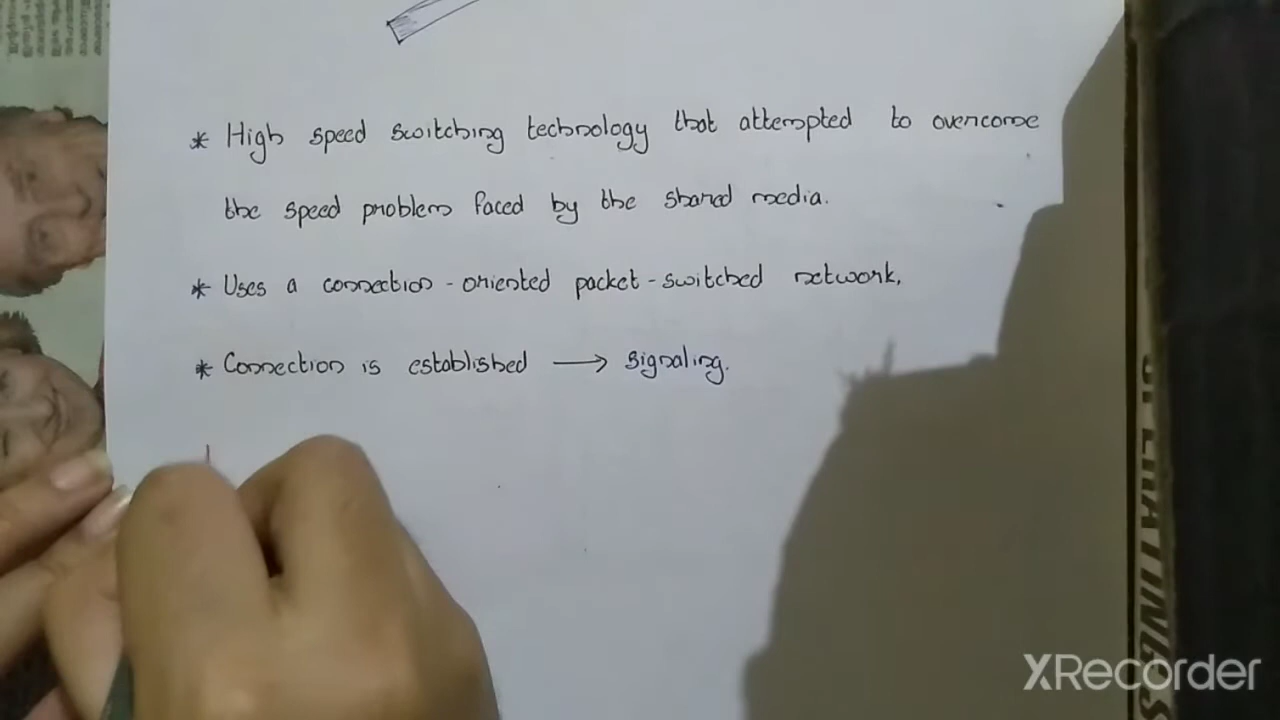 * High speed switching technology that attempted to overcome
the speed problem faced by the shared media.
* Uses a connection-oriented packet-switched network.
* Connection is established → signaling.
XRecorder